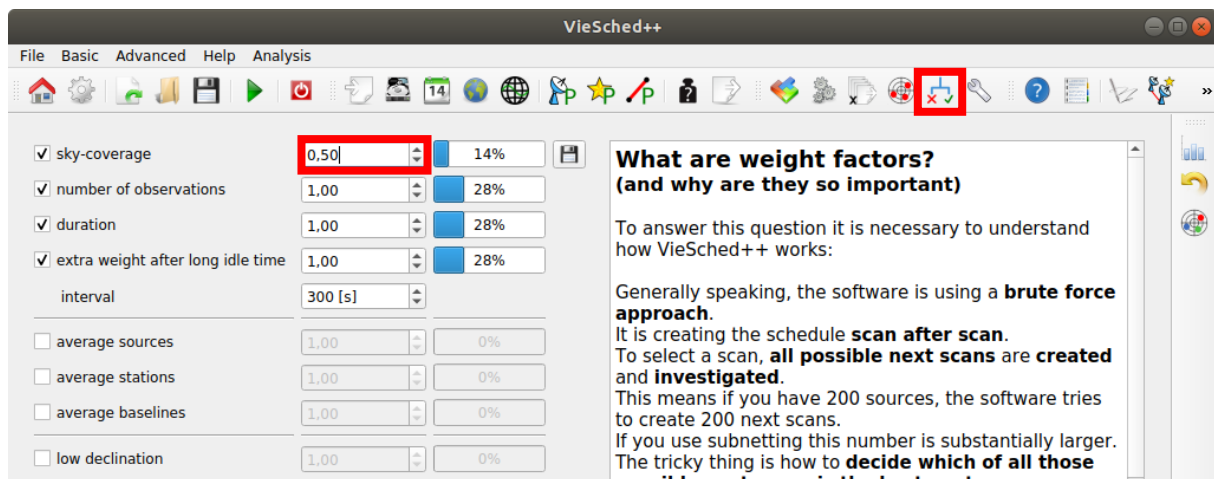 VieSched++
File Basic Advanced Help Analysis
14
P P P
?
x
?
»
sky-coverage 0,50 14%
number of observations 1,00 28%
duration 1,00 28%
extra weight after long idle time 1,00 28%
interval 300 [s]
average sources 1,00 0%
average stations 1,00 0%
average baselines 1,00 0%
low declination 1,00 0%
What are weight factors?
(and why are they so important)
To answer this question it is necessary to understand
how VieSched++ works:
Generally speaking, the software is using a brute force
approach.
It is creating the schedule scan after scan.
To select a scan, all possible next scans are created
and investigated.
This means if you have 200 sources, the software tries
to create 200 next scans.
If you use subnetting this number is substantially larger.
The tricky thing is how to decide which of all those